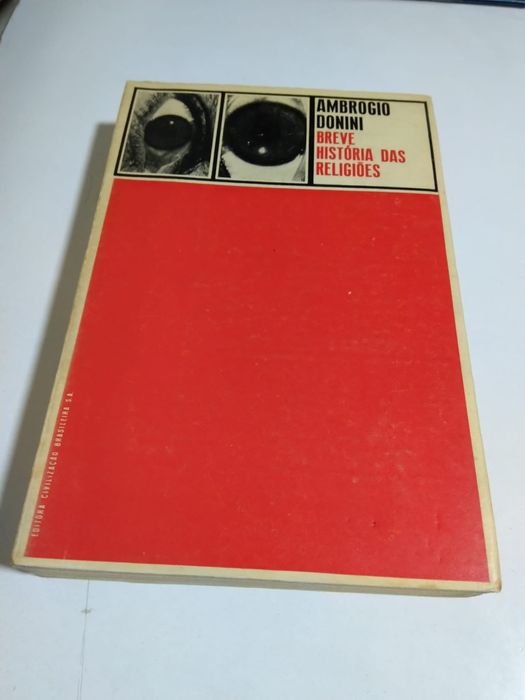 AMBROGIO
DONINI
BREVE
HISTÓRIA DAS
RELIGIÕES
EDITORA CIVILIZAÇÃO BRASILEIRA S.A.